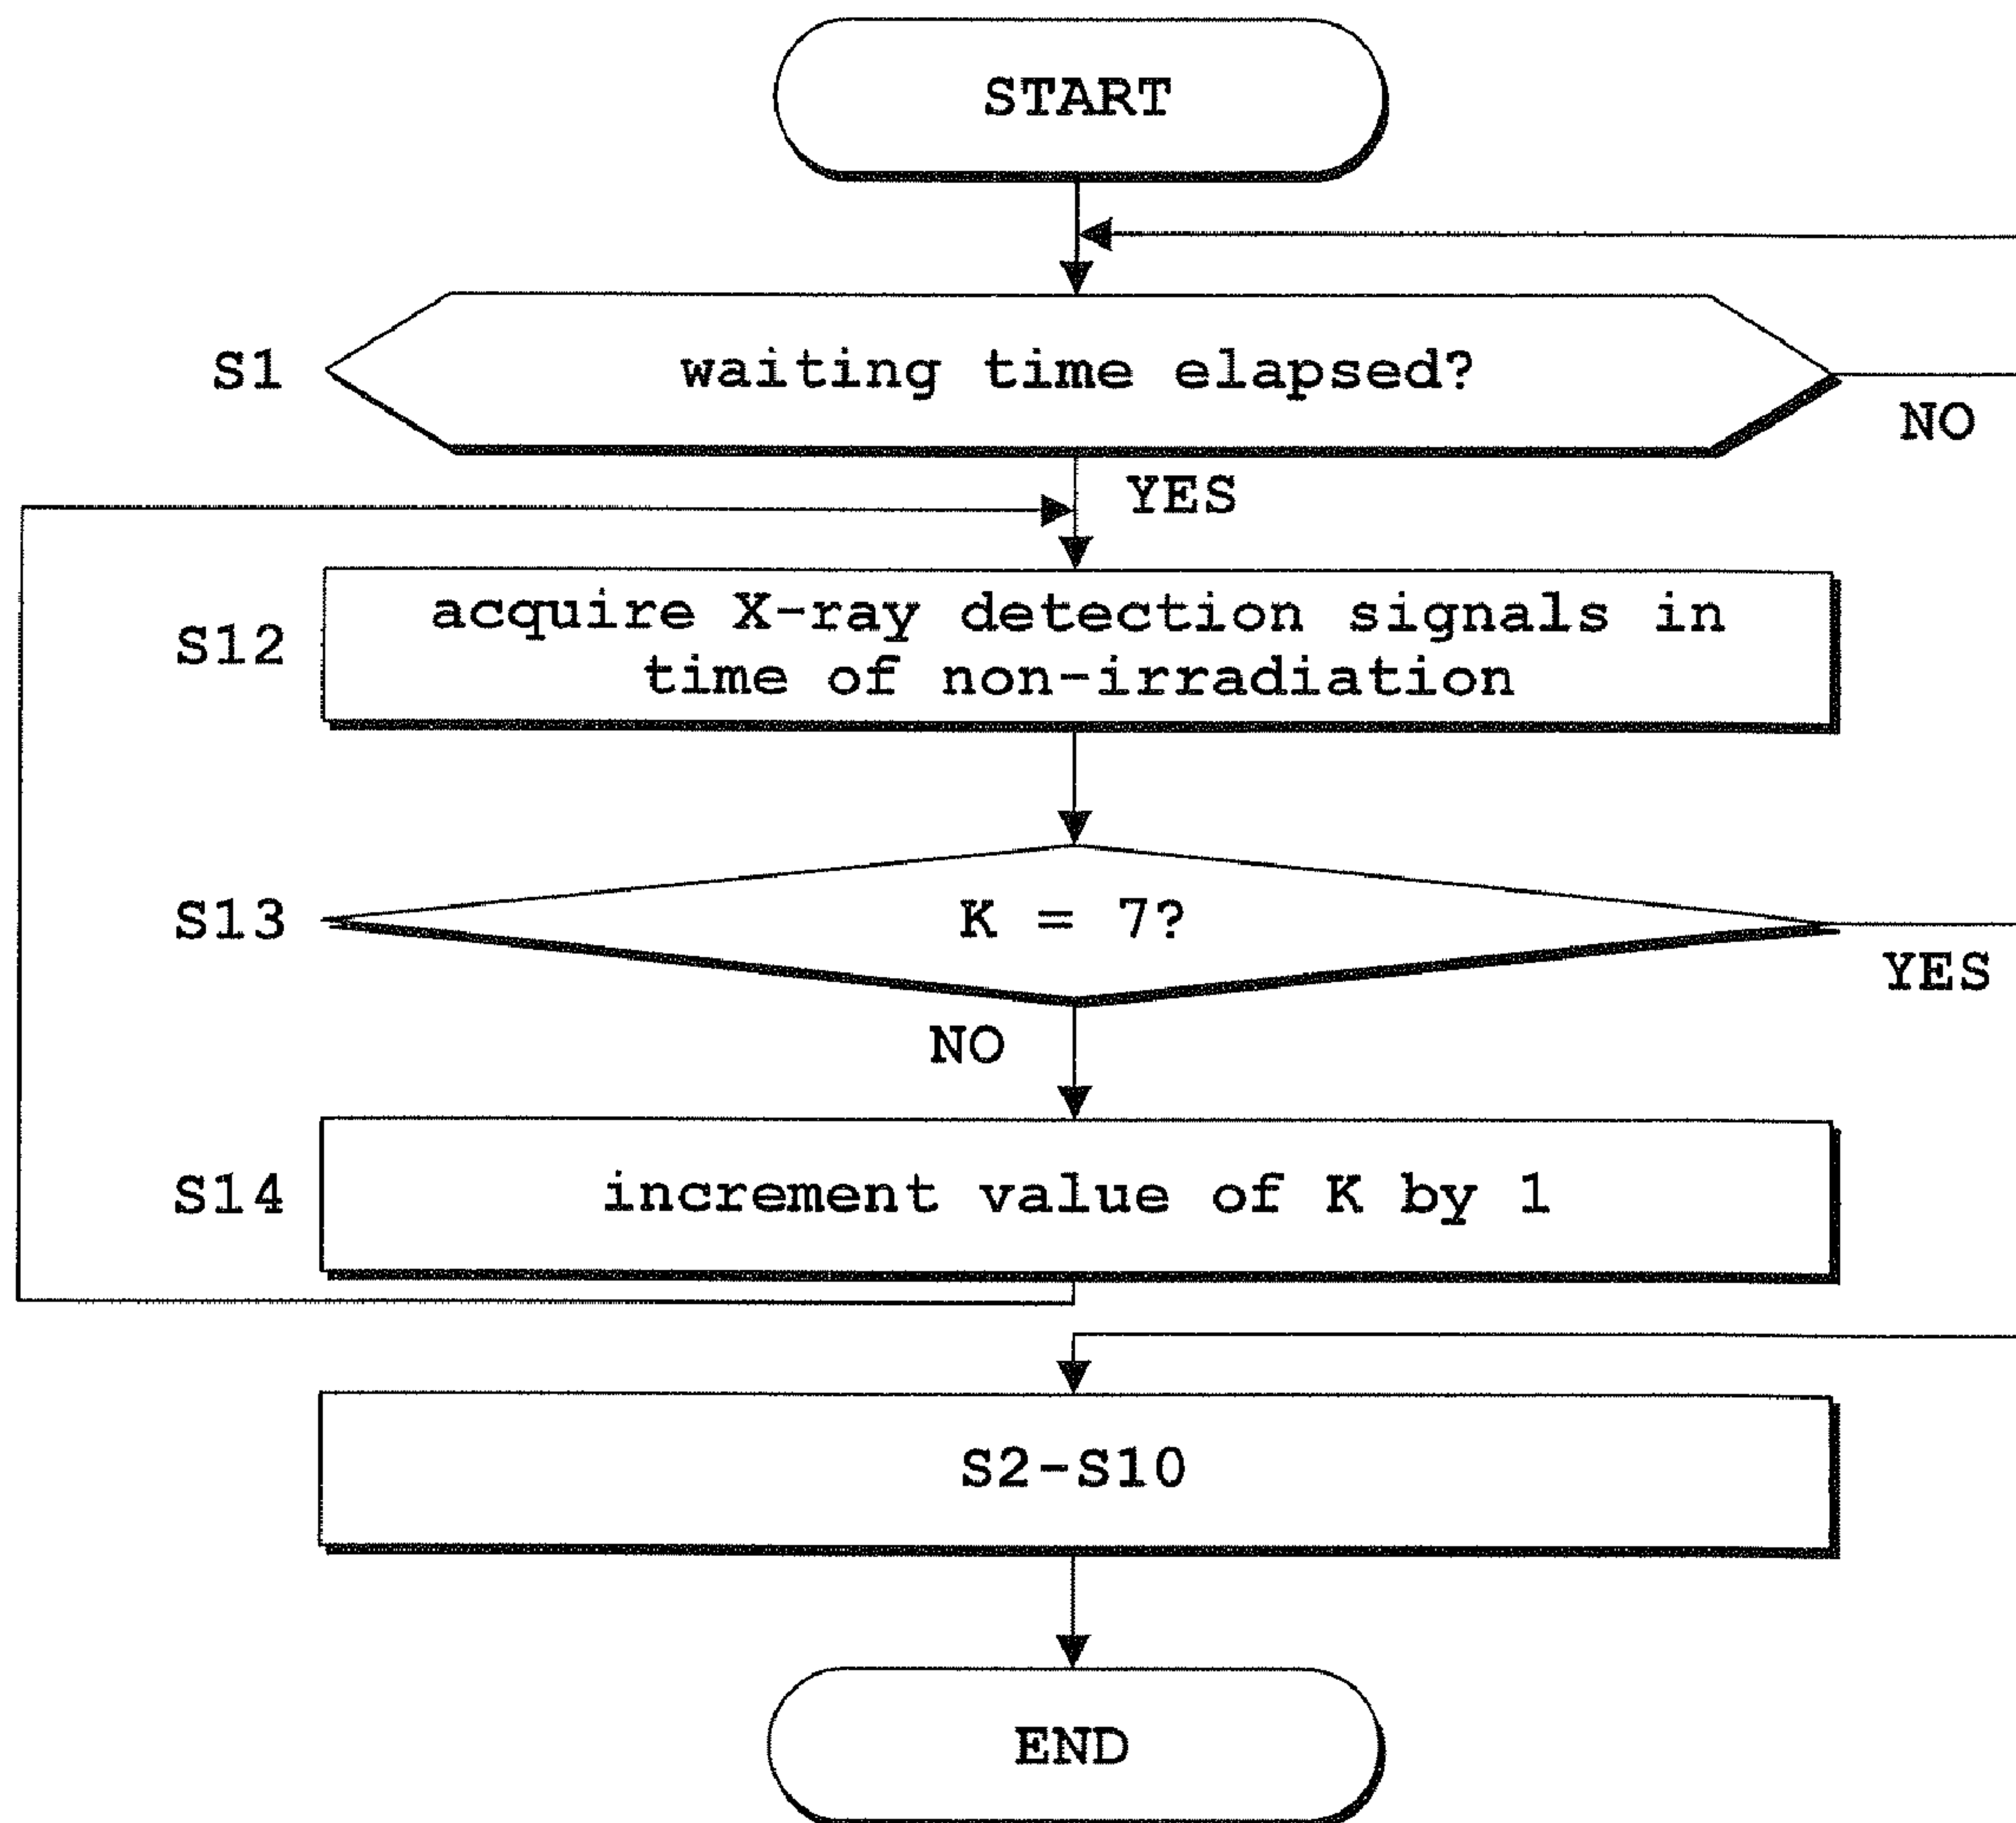 START
S1
waiting time elapsed?
NO
YES
S12
acquire X-ray detection signals in
time of non-irradiation
S13
K = 7?
YES
NO
S14
increment value of K by 1
S2-S10
END